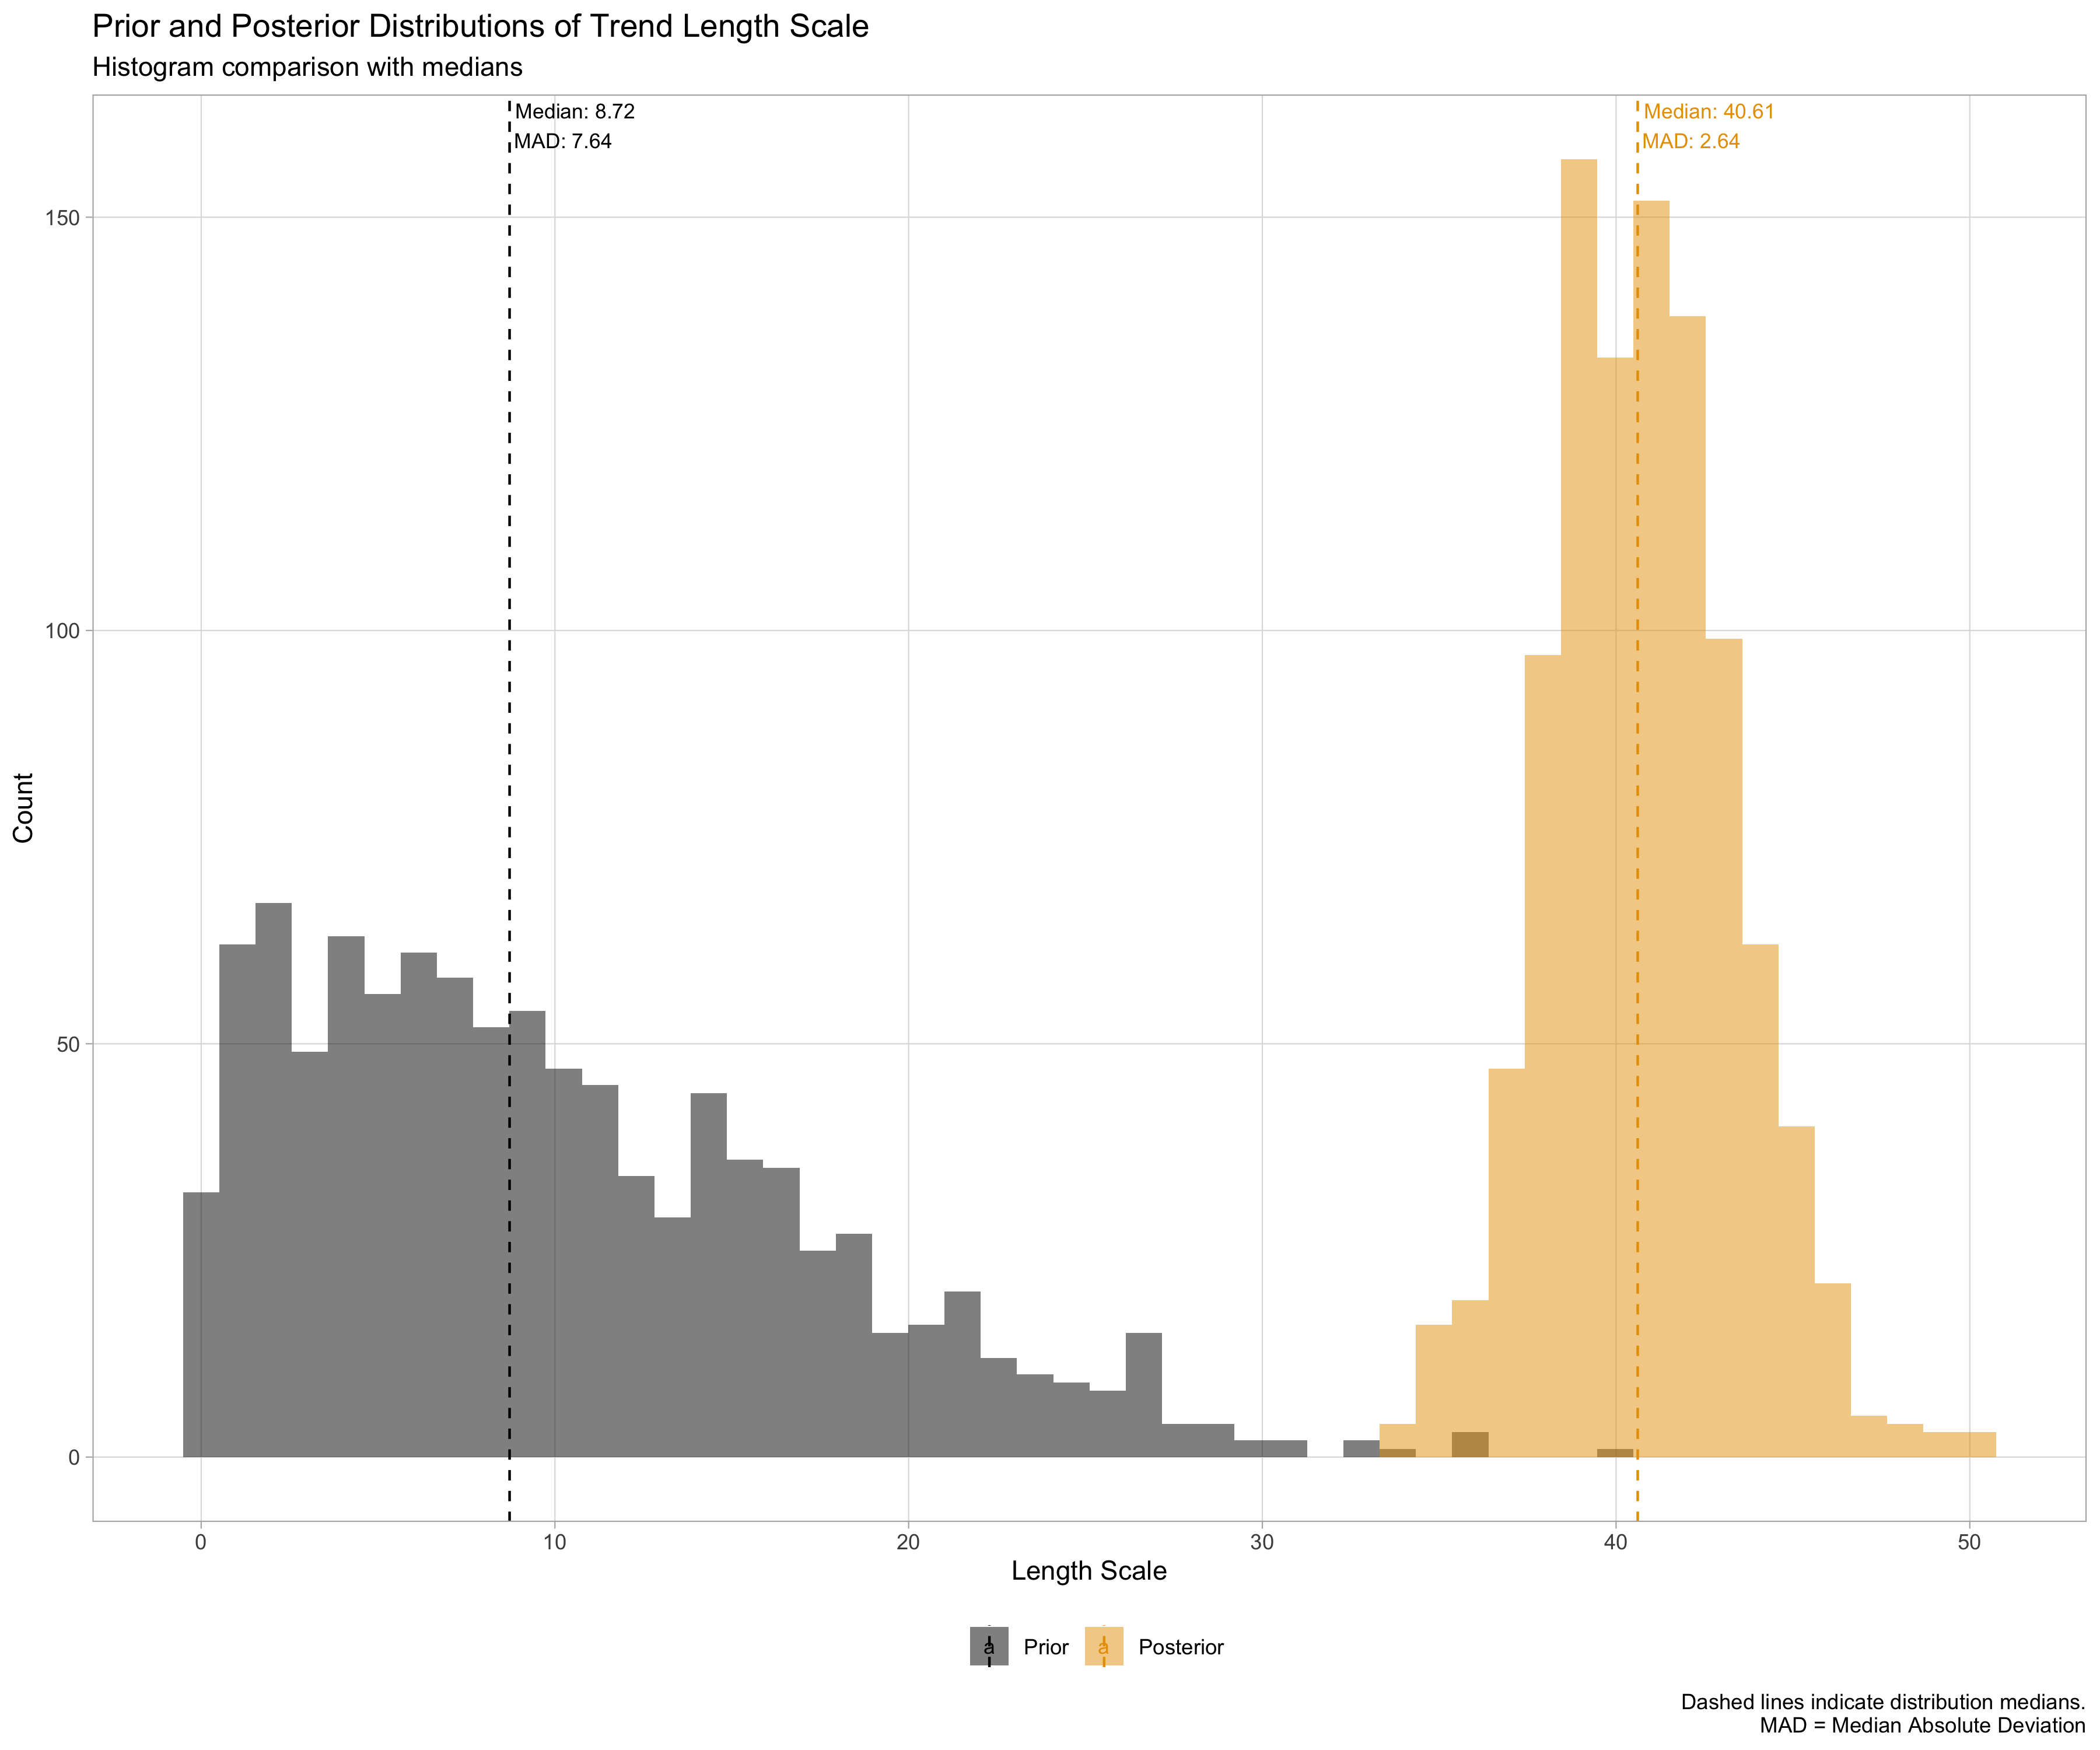 Prior and Posterior Distributions of Trend Length Scale
Histogram comparison with medians
Median: 8.72
MAD: 7.64
Median: 40.61
MAD: 2.64
150
100
50
0
Count
0 10 20 30 40 50
Length Scale
a Prior a Posterior
Dashed lines indicate distribution medians.
MAD = Median Absolute Deviation